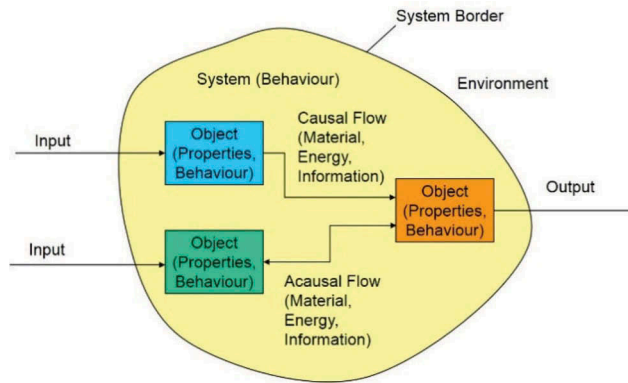 System Border
System (Behaviour)
Environment
Input
Object
(Properties,
Behaviour)
Causal Flow
(Material,
Energy,
Information)
Object
(Properties,
Behaviour)
Output
Input
Object
(Properties,
Behaviour)
Acausal Flow
(Material,
Energy,
Information)